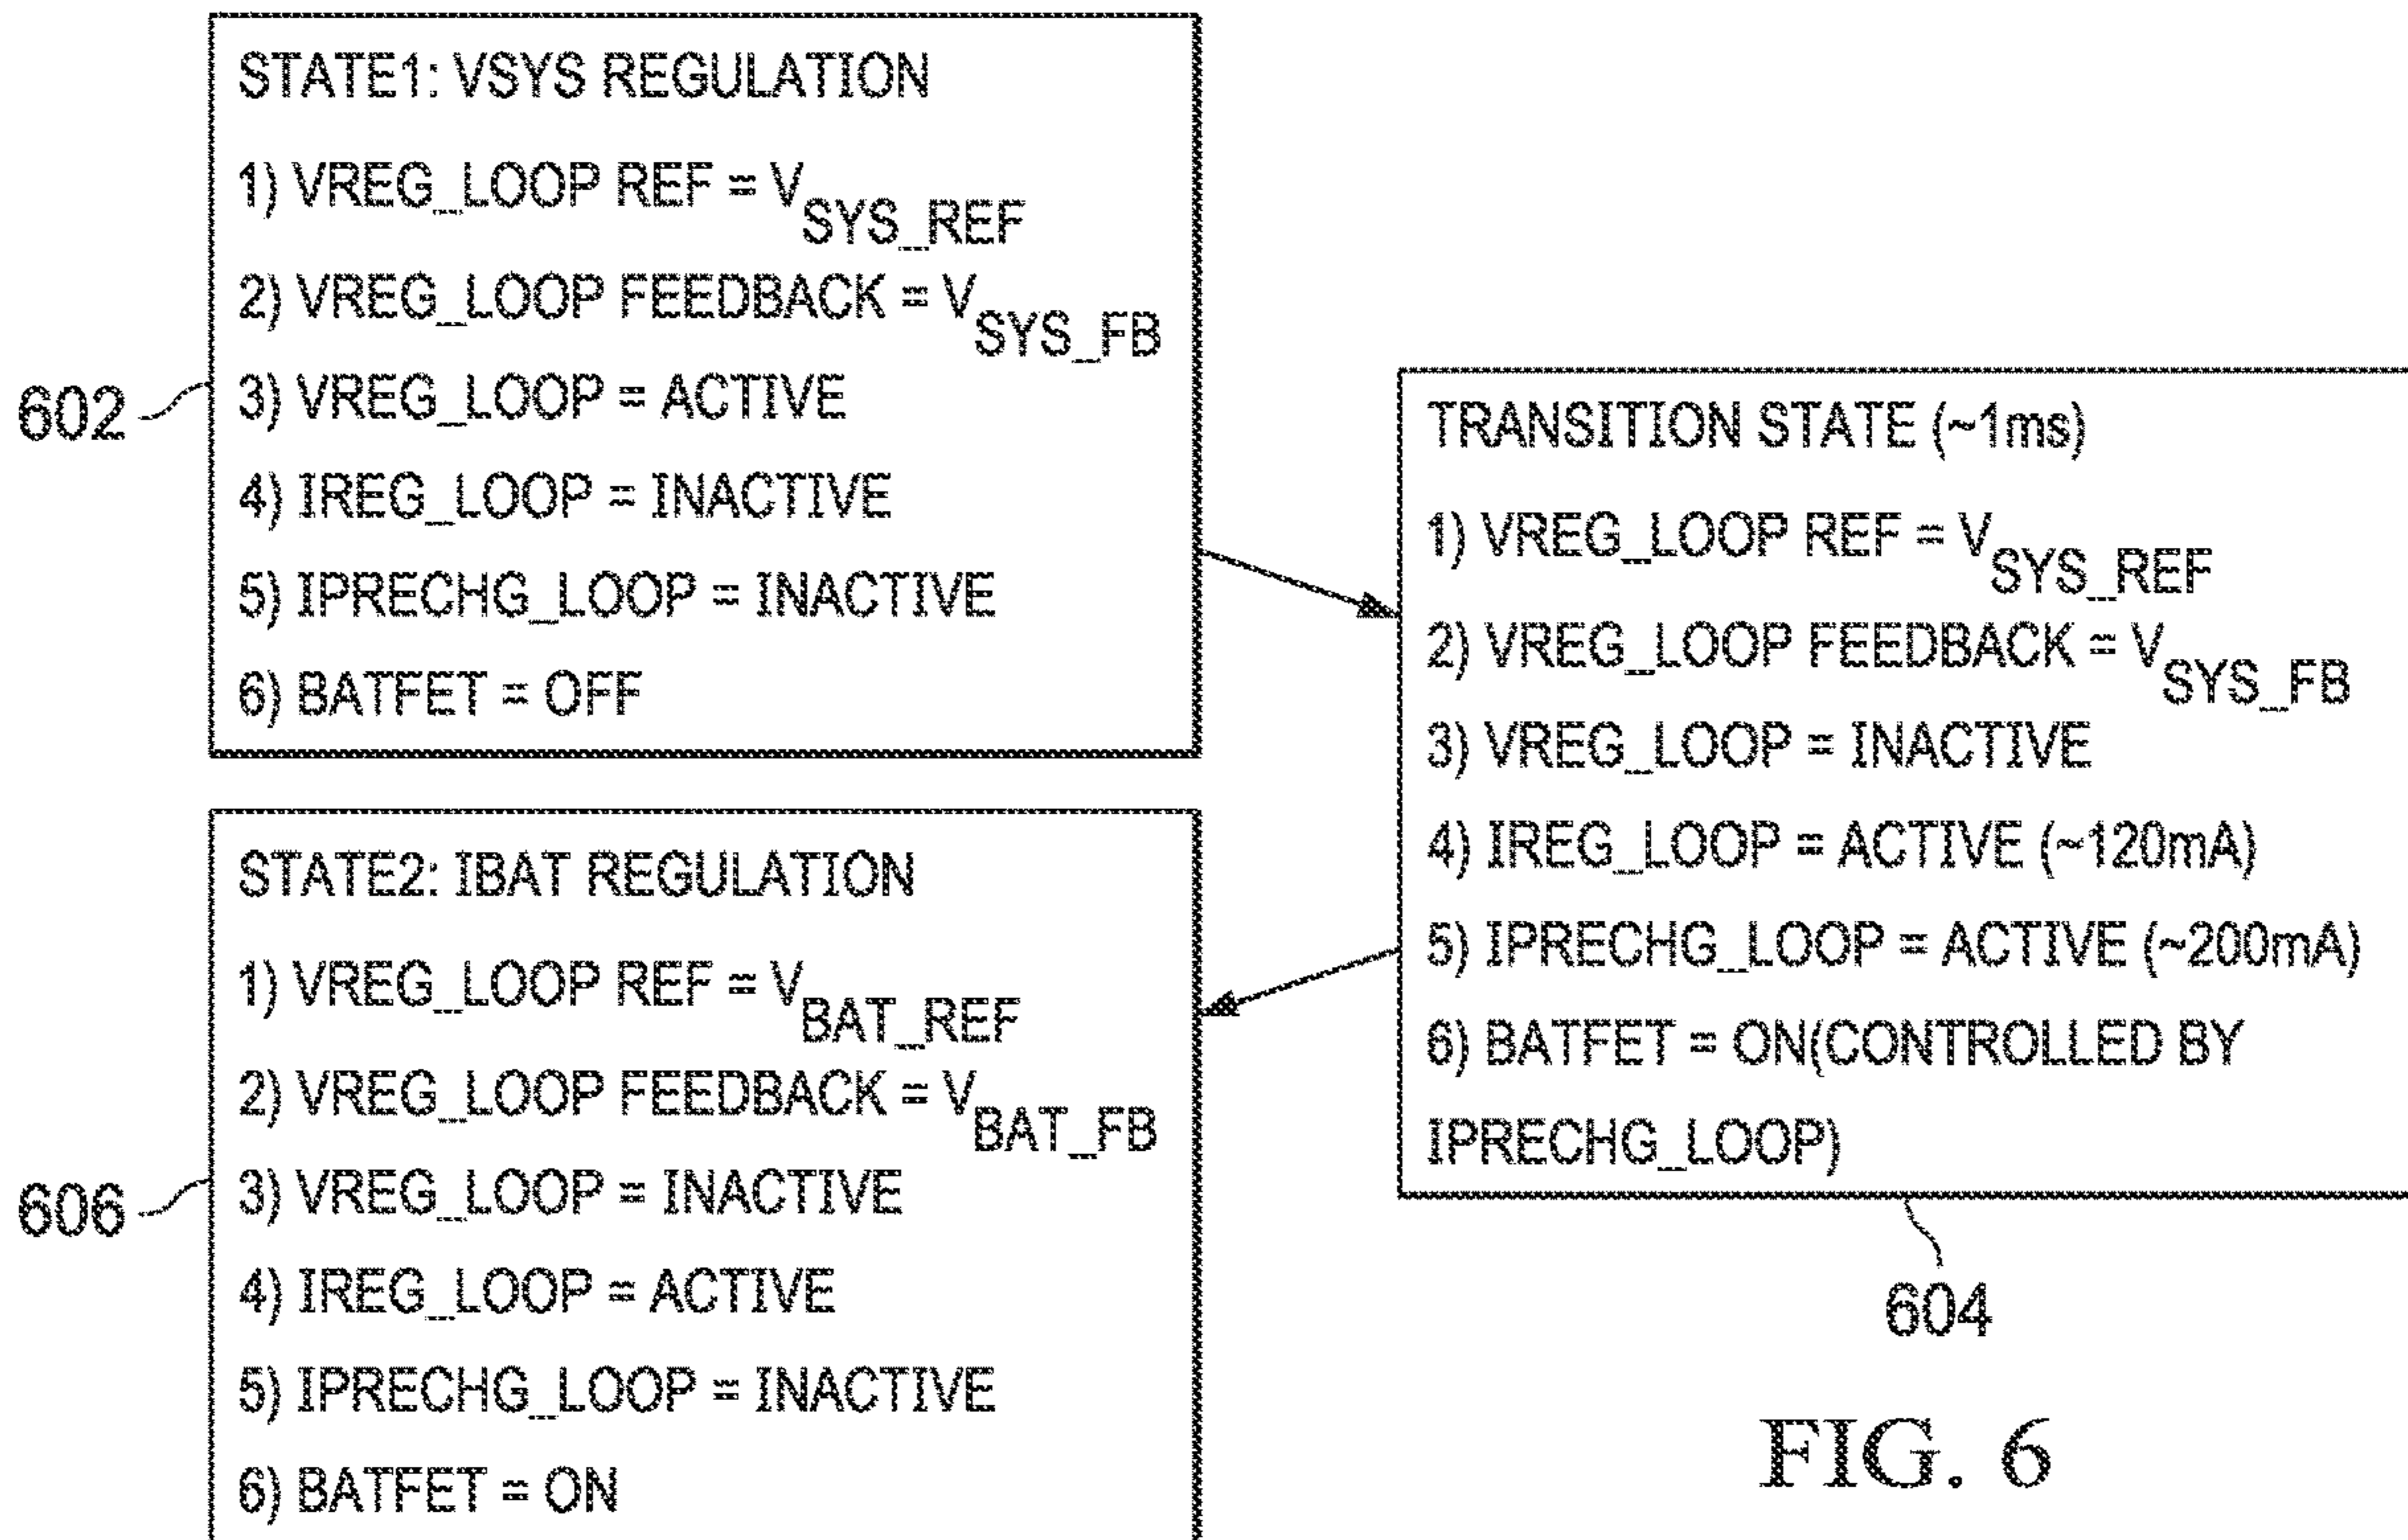 STATE1: VSYS REGULATION
1) VREG_LOOP REF = VSYS_REF
2) VREG_LOOP FEEDBACK = VSYS_FB
3) VREG_LOOP = ACTIVE
4) IREG_LOOP = INACTIVE
5) IPRECHG_LOOP = INACTIVE
6) BATFET = OFF
602
TRANSITION STATE (~1ms)
1) VREG_LOOP REF = VSYS_REF
2) VREG_LOOP FEEDBACK = VSYS_FB
3) VREG_LOOP = INACTIVE
4) IREG_LOOP = ACTIVE (~120mA)
5) IPRECHG_LOOP = ACTIVE (~200mA)
6) BATFET = ON(CONTROLLED BY
IPRECHG_LOOP)
604
STATE2: IBAT REGULATION
1) VREG_LOOP REF = VBAT_REF
2) VREG_LOOP FEEDBACK = VBAT_FB
3) VREG_LOOP = INACTIVE
4) IREG_LOOP = ACTIVE
5) IPRECHG_LOOP = INACTIVE
6) BATFET = ON
606
FIG. 6